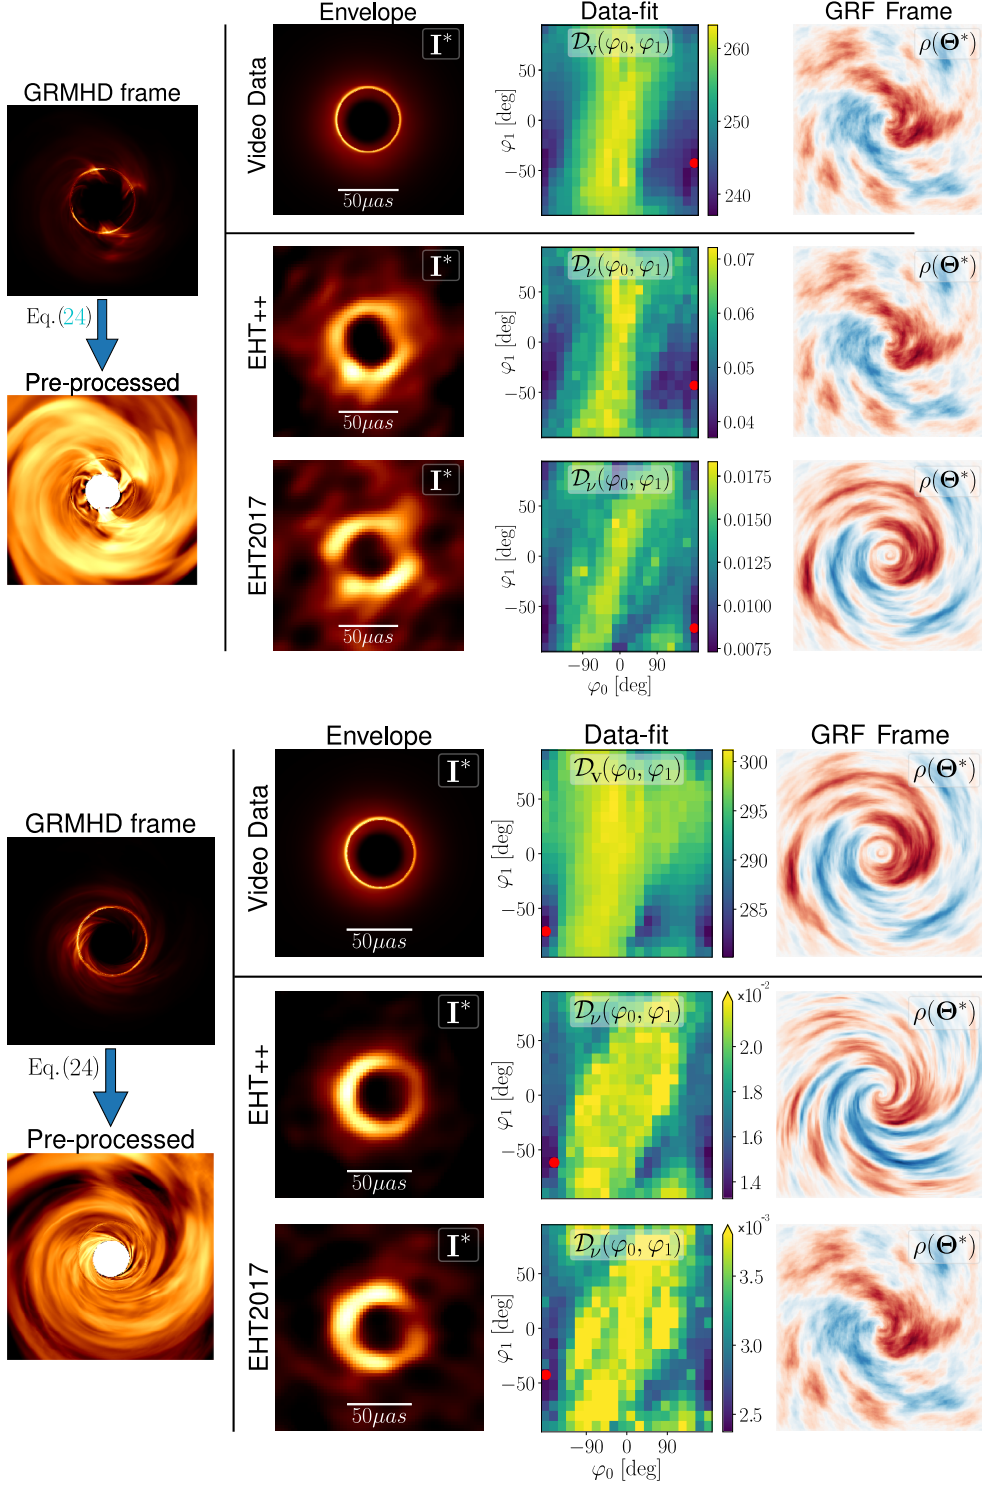 Envelope Data-fit GRF Frame
GRMHD frame
Eq.(24)
Pre-processed
Video Data
I*
50μas
𝒟ᵥ(φ₀, φ₁)
φ₁ [deg]
50
0
−50
260
250
240
ρ(Θ*)
EHT++
I*
50μas
𝒟_ν(φ₀, φ₁)
φ₁ [deg]
50
0
−50
0.07
0.06
0.05
0.04
ρ(Θ*)
EHT2017
I*
50μas
𝒟_ν(φ₀, φ₁)
φ₁ [deg]
50
0
−50
−90 0 90
φ₀ [deg]
0.0175
0.0150
0.0125
0.0100
0.0075
ρ(Θ*)
Envelope Data-fit GRF Frame
GRMHD frame
Eq.(24)
Pre-processed
Video Data
I*
50μas
𝒟ᵥ(φ₀, φ₁)
φ₁ [deg]
50
0
−50
300
295
290
285
ρ(Θ*)
EHT++
I*
50μas
𝒟_ν(φ₀, φ₁)
φ₁ [deg]
50
0
−50
×10⁻²
2.0
1.8
1.6
1.4
ρ(Θ*)
EHT2017
I*
50μas
𝒟_ν(φ₀, φ₁)
φ₁ [deg]
50
0
−50
−90 0 90
φ₀ [deg]
×10⁻³
3.5
3.0
2.5
ρ(Θ*)